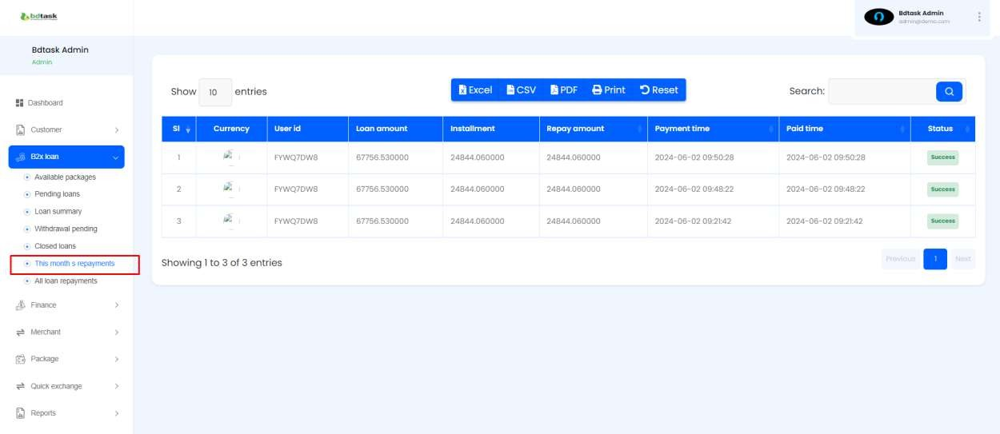 bdtask
Bdtask Admin
admin@demo.com
Bdtask Admin
Admin
Dashboard
Customer
B2x loan
Available packages
Pending loans
Loan summary
Withdrawal pending
Closed loans
This month s repayments
All loan repayments
Finance
Merchant
Package
Quick exchange
Reports
Show 10 entries
Excel CSV PDF Print Reset
Search:
Sl Currency User id Loan amount Installment Repay amount Payment time Paid time Status
1 FYWQ7DW8 67756.530000 24844.060000 24844.060000 2024-06-02 09:50:28 2024-06-02 09:50:28 Success
2 FYWQ7DW8 67756.530000 24844.060000 24844.060000 2024-06-02 09:48:22 2024-06-02 09:48:22 Success
3 FYWQ7DW8 67756.530000 24844.060000 24844.060000 2024-06-02 09:21:42 2024-06-02 09:21:42 Success
Showing 1 to 3 of 3 entries
Previous 1 Next